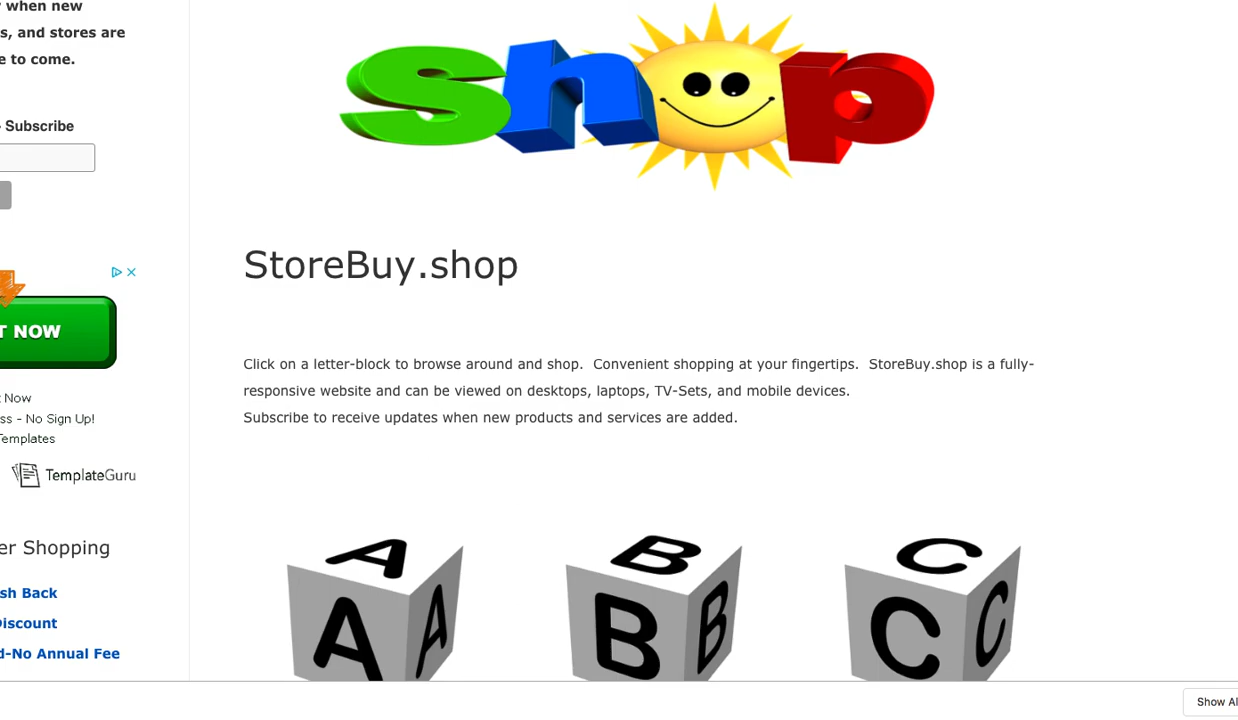 when new
s, and stores are
e to come.
Subscribe
T NOW
Now
ss - No Sign Up!
Templates
TemplateGuru
er Shopping
sh Back
Discount
d-No Annual Fee
shop
StoreBuy.shop
Click on a letter-block to browse around and shop.  Convenient shopping at your fingertips.  StoreBuy.shop is a fully-
responsive website and can be viewed on desktops, laptops, TV-Sets, and mobile devices.
Subscribe to receive updates when new products and services are added.
A A A
B B B
C C C
Show Al